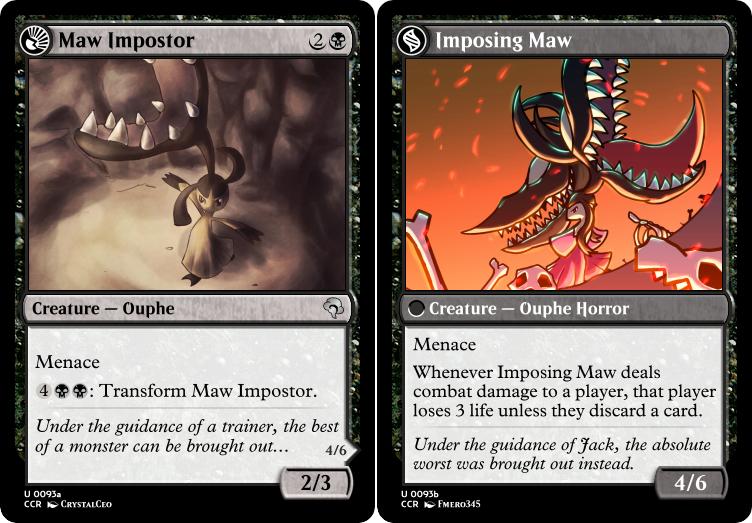 Maw Impostor
2
Creature — Ouphe
Menace
4: Transform Maw Impostor.
Under the guidance of a trainer, the best
of a monster can be brought out...
4/6
2/3
U 0093a
CCR CrystalCeo
Imposing Maw
Creature — Ouphe Horror
Menace
Whenever Imposing Maw deals
combat damage to a player, that player
loses 3 life unless they discard a card.
Under the guidance of Jack, the absolute
worst was brought out instead.
4/6
U 0093b
CCR Fmero345